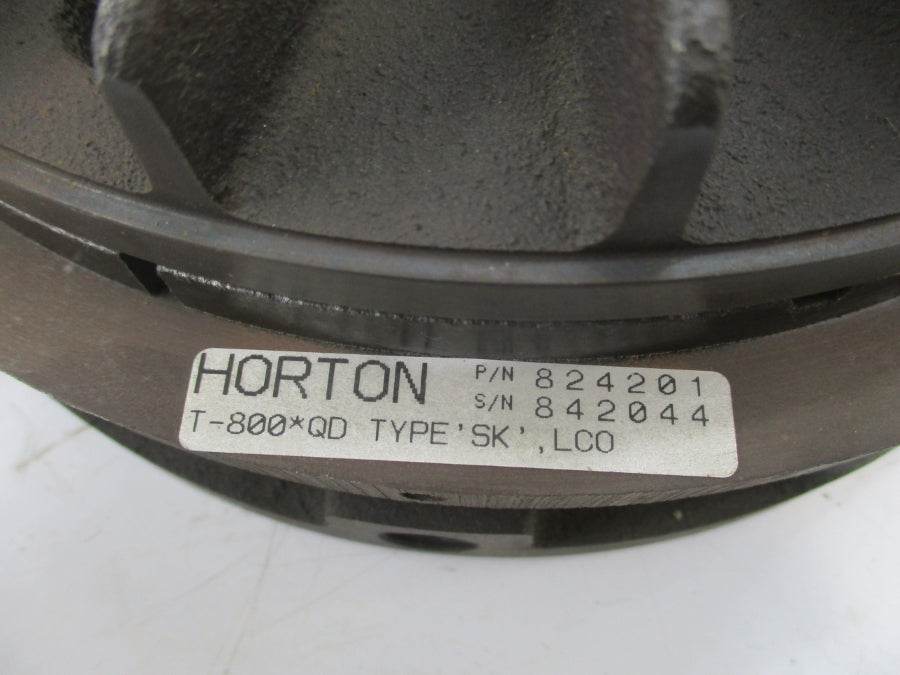 HORTON P/N 824201
S/N 842044
T-800*QD TYPE'SK',LCO